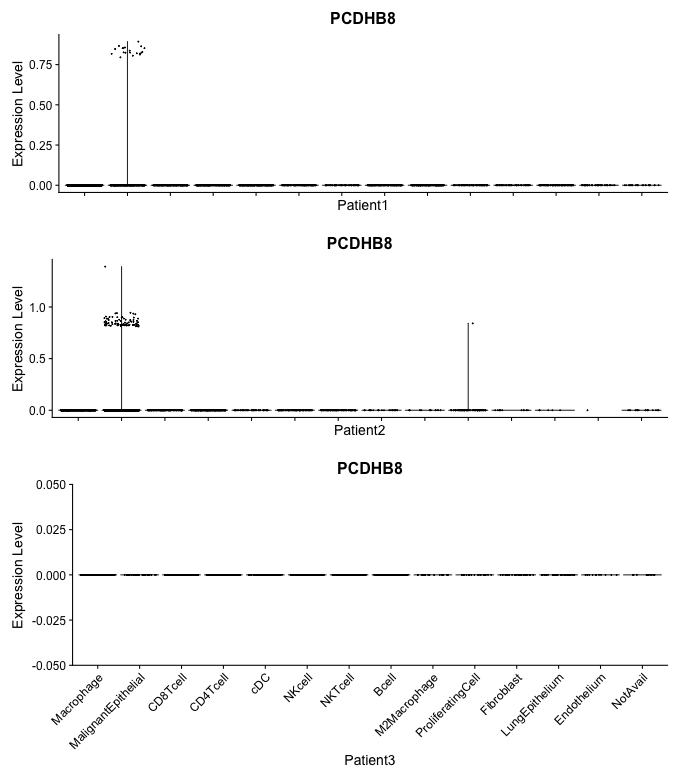 PCDHB8
Expression Level
0.75
0.50
0.25
0.00
Patient1
PCDHB8
Expression Level
1.0
0.5
0.0
Patient2
PCDHB8
Expression Level
0.050
0.025
0.000
-0.025
-0.050
Macrophage
MalignantEpithelial
CD8Tcell
CD4Tcell
cDC
NKcell
NKTcell
Bcell
M2Macrophage
ProliferatingCell
Fibroblast
LungEpithelium
Endothelium
NotAvail
Patient3